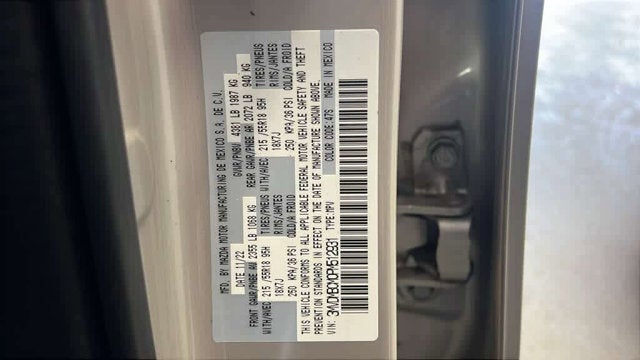 MFD. BY MAZDA MOTOR MANUFACTURING DE MEXICO S.A. DE C.V.
DATE 11/22 GVWR/PNBV 4381 LB 1987 KG
FRONT GAWR/PNBE AV 2355 LB 1068 KG REAR GAWR/PNBE AR 2072 LB 940 KG
WITH/AVEC 215/55R18 95H TIRES/PNEUS WITH/AVEC 215/55R18 95H TIRES/PNEUS
18X7J RIMS/JANTES 18X7J RIMS/JANTES
250 KPA/36 PSI COLD/A FROID 250 KPA/36 PSI COLD/A FROID
THIS VEHICLE CONFORMS TO ALL APPLICABLE FEDERAL MOTOR VEHICLE SAFETY AND THEFT
PREVENTION STANDARDS IN EFFECT ON THE DATE OF MANUFACTURE SHOWN ABOVE.
COLOR CODE: 47S MADE IN MEXICO
VIN: TYPE: MPV